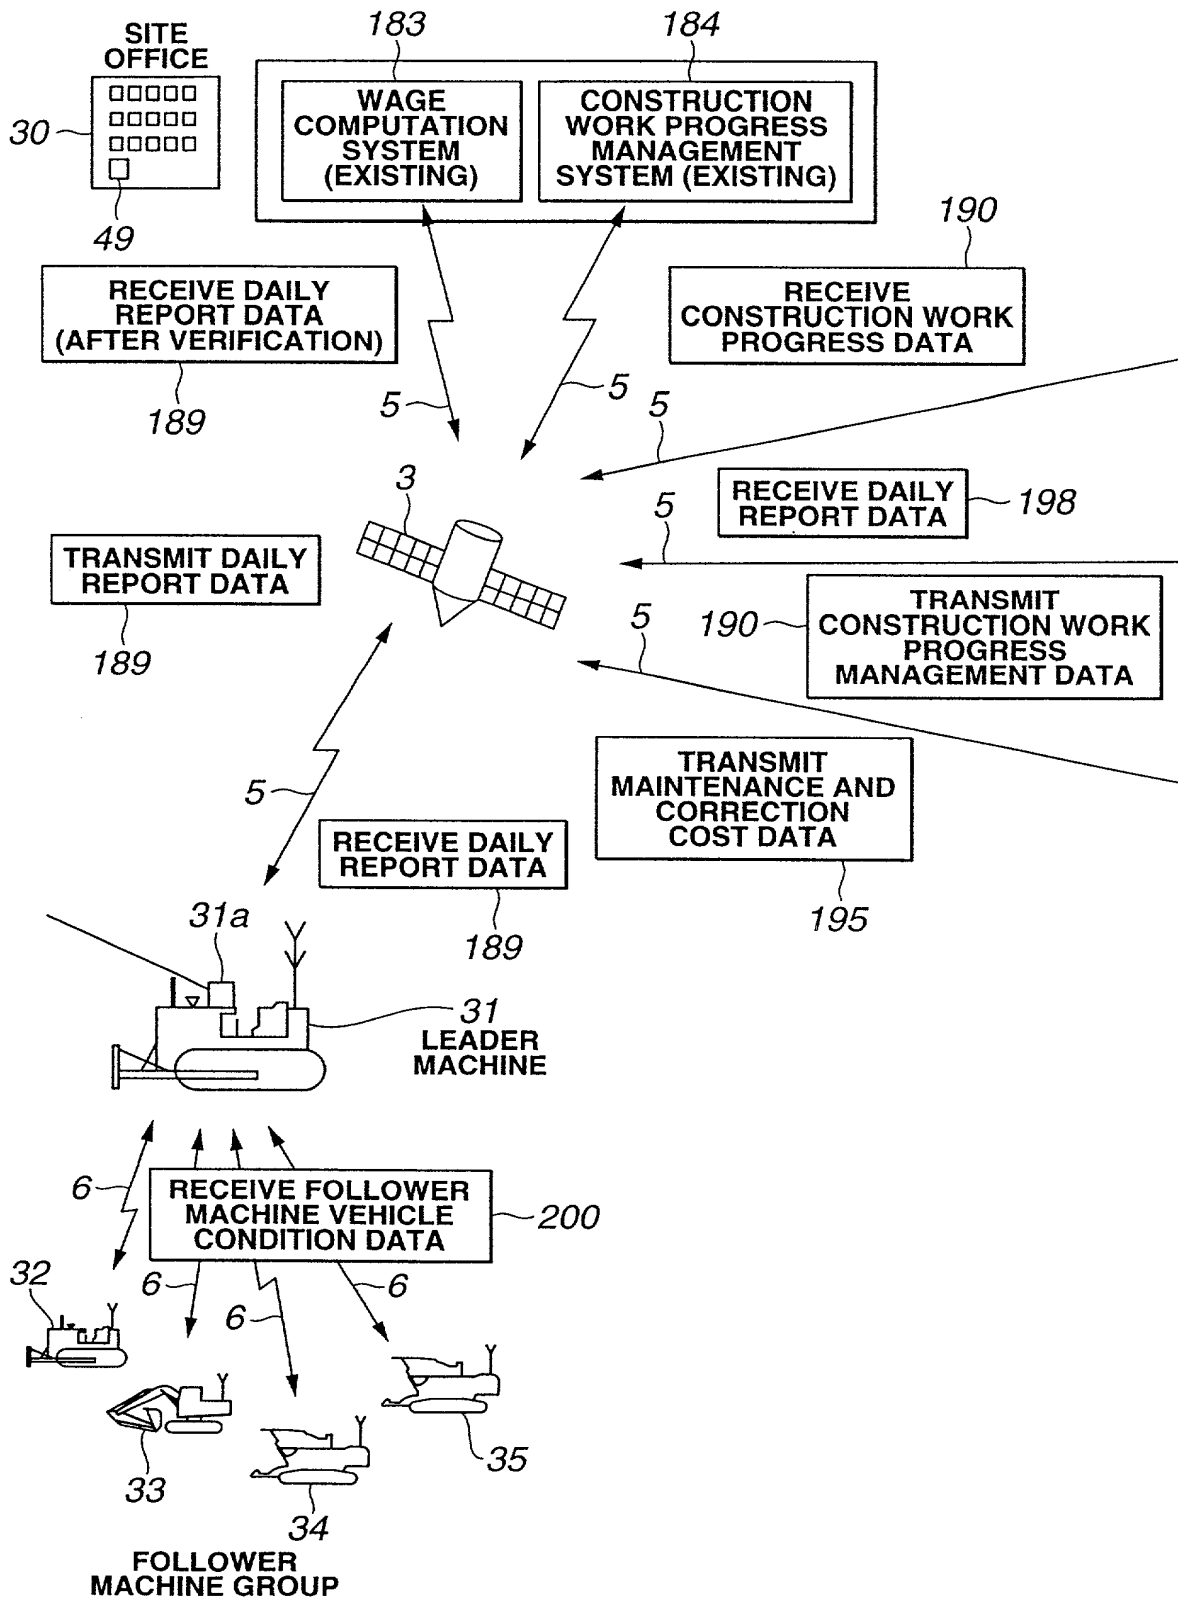 183
184
SITE
OFFICE
30
49
WAGE
COMPUTATION
SYSTEM
(EXISTING)
CONSTRUCTION
WORK PROGRESS
MANAGEMENT
SYSTEM (EXISTING)
190
RECEIVE DAILY
REPORT DATA
(AFTER VERIFICATION)
189
RECEIVE
CONSTRUCTION WORK
PROGRESS DATA
5
5
5
3
RECEIVE DAILY
REPORT DATA
198
5
TRANSMIT DAILY
REPORT DATA
189
TRANSMIT
CONSTRUCTION WORK
PROGRESS
MANAGEMENT DATA
190
5
TRANSMIT
MAINTENANCE AND
CORRECTION
COST DATA
195
5
RECEIVE DAILY
REPORT DATA
189
31a
31
LEADER
MACHINE
6
RECEIVE FOLLOWER
MACHINE VEHICLE
CONDITION DATA
200
32
6
6
6
33
34
35
FOLLOWER
MACHINE GROUP